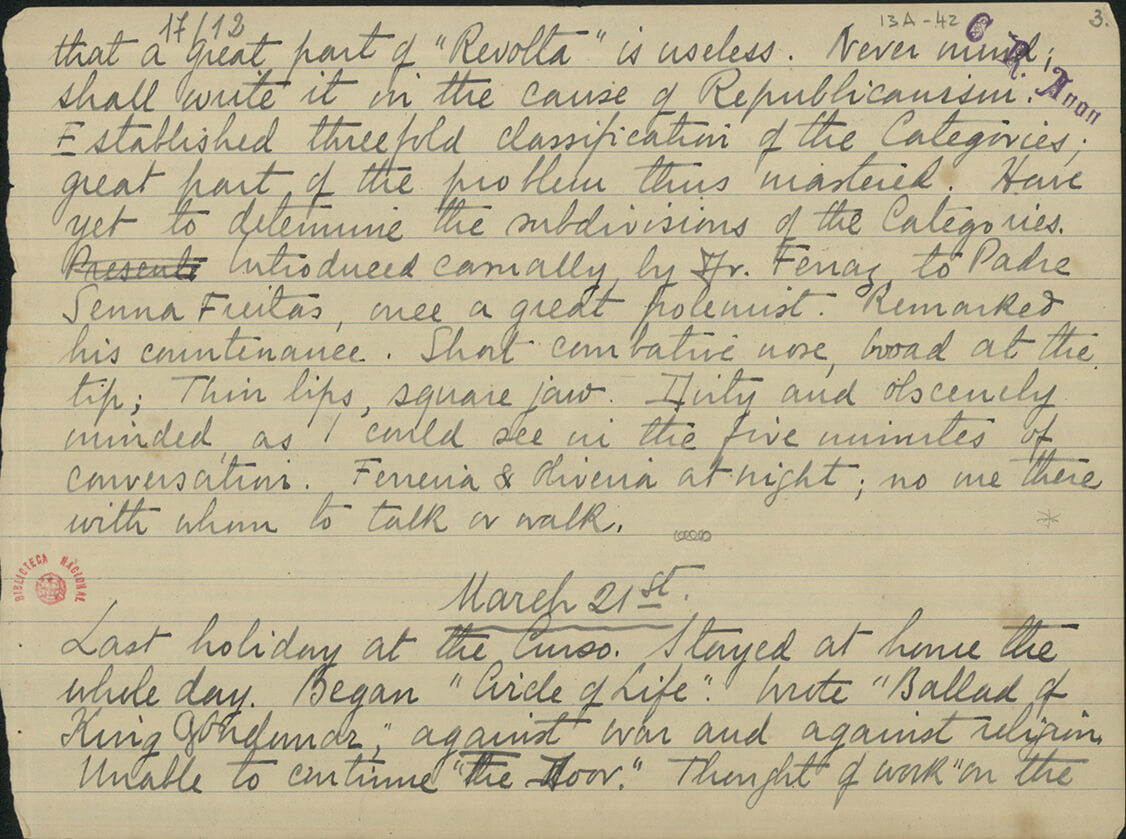 17/12
13A-42
3.
C. R. Anon
that a great part of "Revolta" is useless. Never mind;
shall write it in the cause of Republicanism.
Established threefold classification of the Categories;
great part of the problem thus mastered. Have
yet to determine the subdivisions of the Categories.
Presente Introduced casually by Fr. Ferraz to Padre
Senna Freitas, once a great polemist. Remarked
his countenance. Short combative nose, broad at the
tip; Thin lips, square jaw. Dirty and obscenely
minded, as I could see in the five minutes of
conversation. Ferreira & Oliveira at night; no one there
with whom to talk or walk.
BIBLIOTECA NACIONAL
March 21st.
Last holiday at the Curso. Stayed at home the
whole day. Began "Circle of Life". Wrote "Ballad of
King Gondomar," against war and against religion.
Unable to continue "the Door." Thought of work "on the